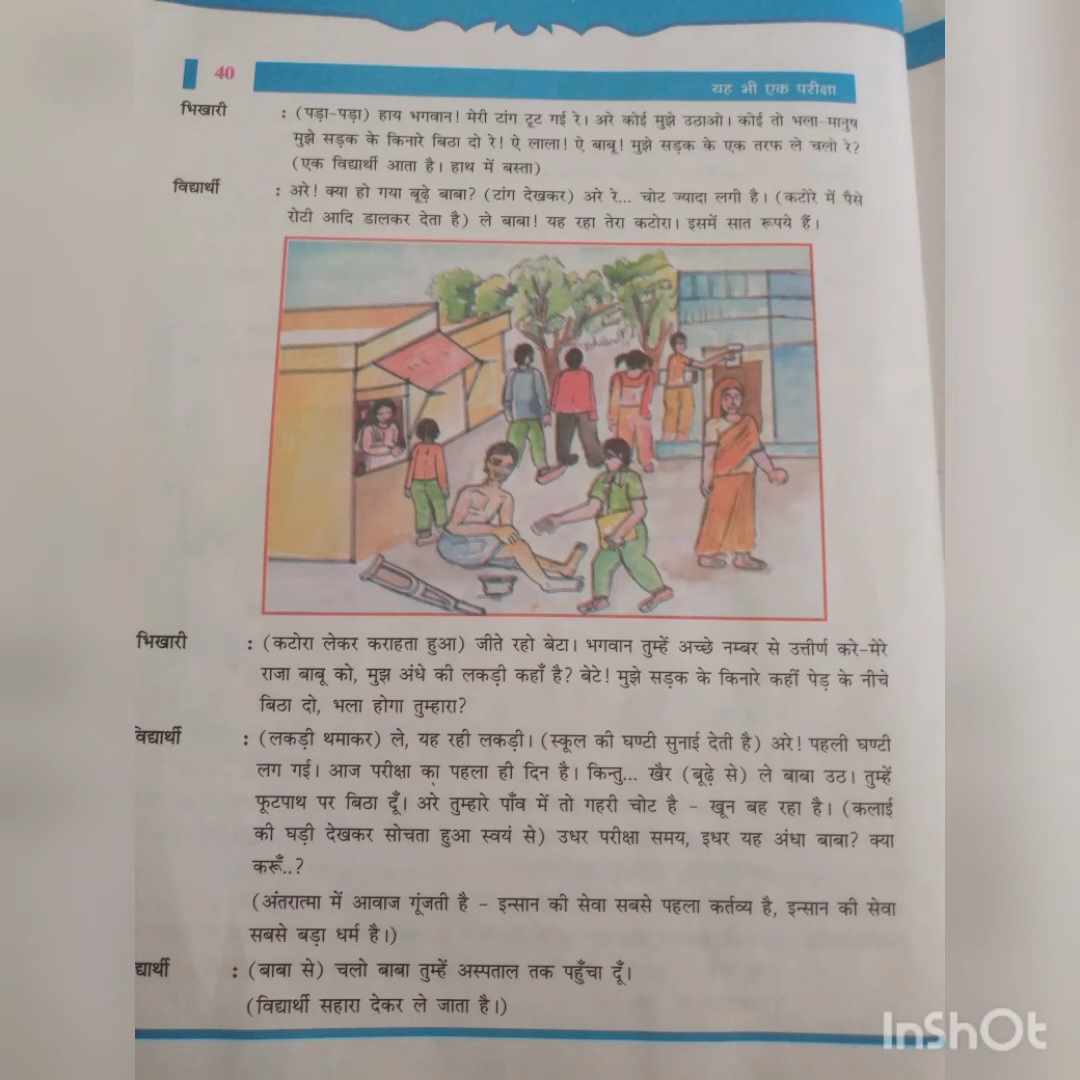 40
यह भी एक परीक्षा
भिखारी : (पड़ा-पड़ा) हाय भगवान! मेरी टांग टूट गई रे। अरे कोई मुझे उठाओ। कोई तो भला-मानुष
मुझे सड़क के किनारे बिठा दो रे! ऐ लाला! ऐ बाबू! मुझे सड़क के एक तरफ ले चलो रे?
(एक विद्यार्थी आता है। हाथ में बस्ता)
विद्यार्थी : अरे! क्या हो गया बूढ़े बाबा? (टांग देखकर) अरे रे... चोट ज्यादा लगी है। (कटोरे में पैसे
रोटी आदि डालकर देता है) ले बाबा! यह रहा तेरा कटोरा। इसमें सात रूपये हैं।
भिखारी : (कटोरा लेकर कराहता हुआ) जीते रहो बेटा। भगवान तुम्हें अच्छे नम्बर से उत्तीर्ण करे-मेरे
राजा बाबू को, मुझ अंधे की लकड़ी कहाँ है? बेटे! मुझे सड़क के किनारे कहीं पेड़ के नीचे
बिठा दो, भला होगा तुम्हारा?
विद्यार्थी : (लकड़ी थमाकर) ले, यह रही लकड़ी। (स्कूल की घण्टी सुनाई देती है) अरे! पहली घण्टी
लग गई। आज परीक्षा का पहला ही दिन है। किन्तु... खैर (बूढ़े से) ले बाबा उठ। तुम्हें
फूटपाथ पर बिठा दूँ। अरे तुम्हारे पाँव में तो गहरी चोट है - खून बह रहा है। (कलाई
की घड़ी देखकर सोचता हुआ स्वयं से) उधर परीक्षा समय, इधर यह अंधा बाबा? क्या
करूँ..?
(अंतरात्मा में आवाज गूंजती है - इन्सान की सेवा सबसे पहला कर्तव्य है, इन्सान की सेवा
सबसे बड़ा धर्म है।)
द्यार्थी : (बाबा से) चलो बाबा तुम्हें अस्पताल तक पहुँचा दूँ।
(विद्यार्थी सहारा देकर ले जाता है।)
InShOt